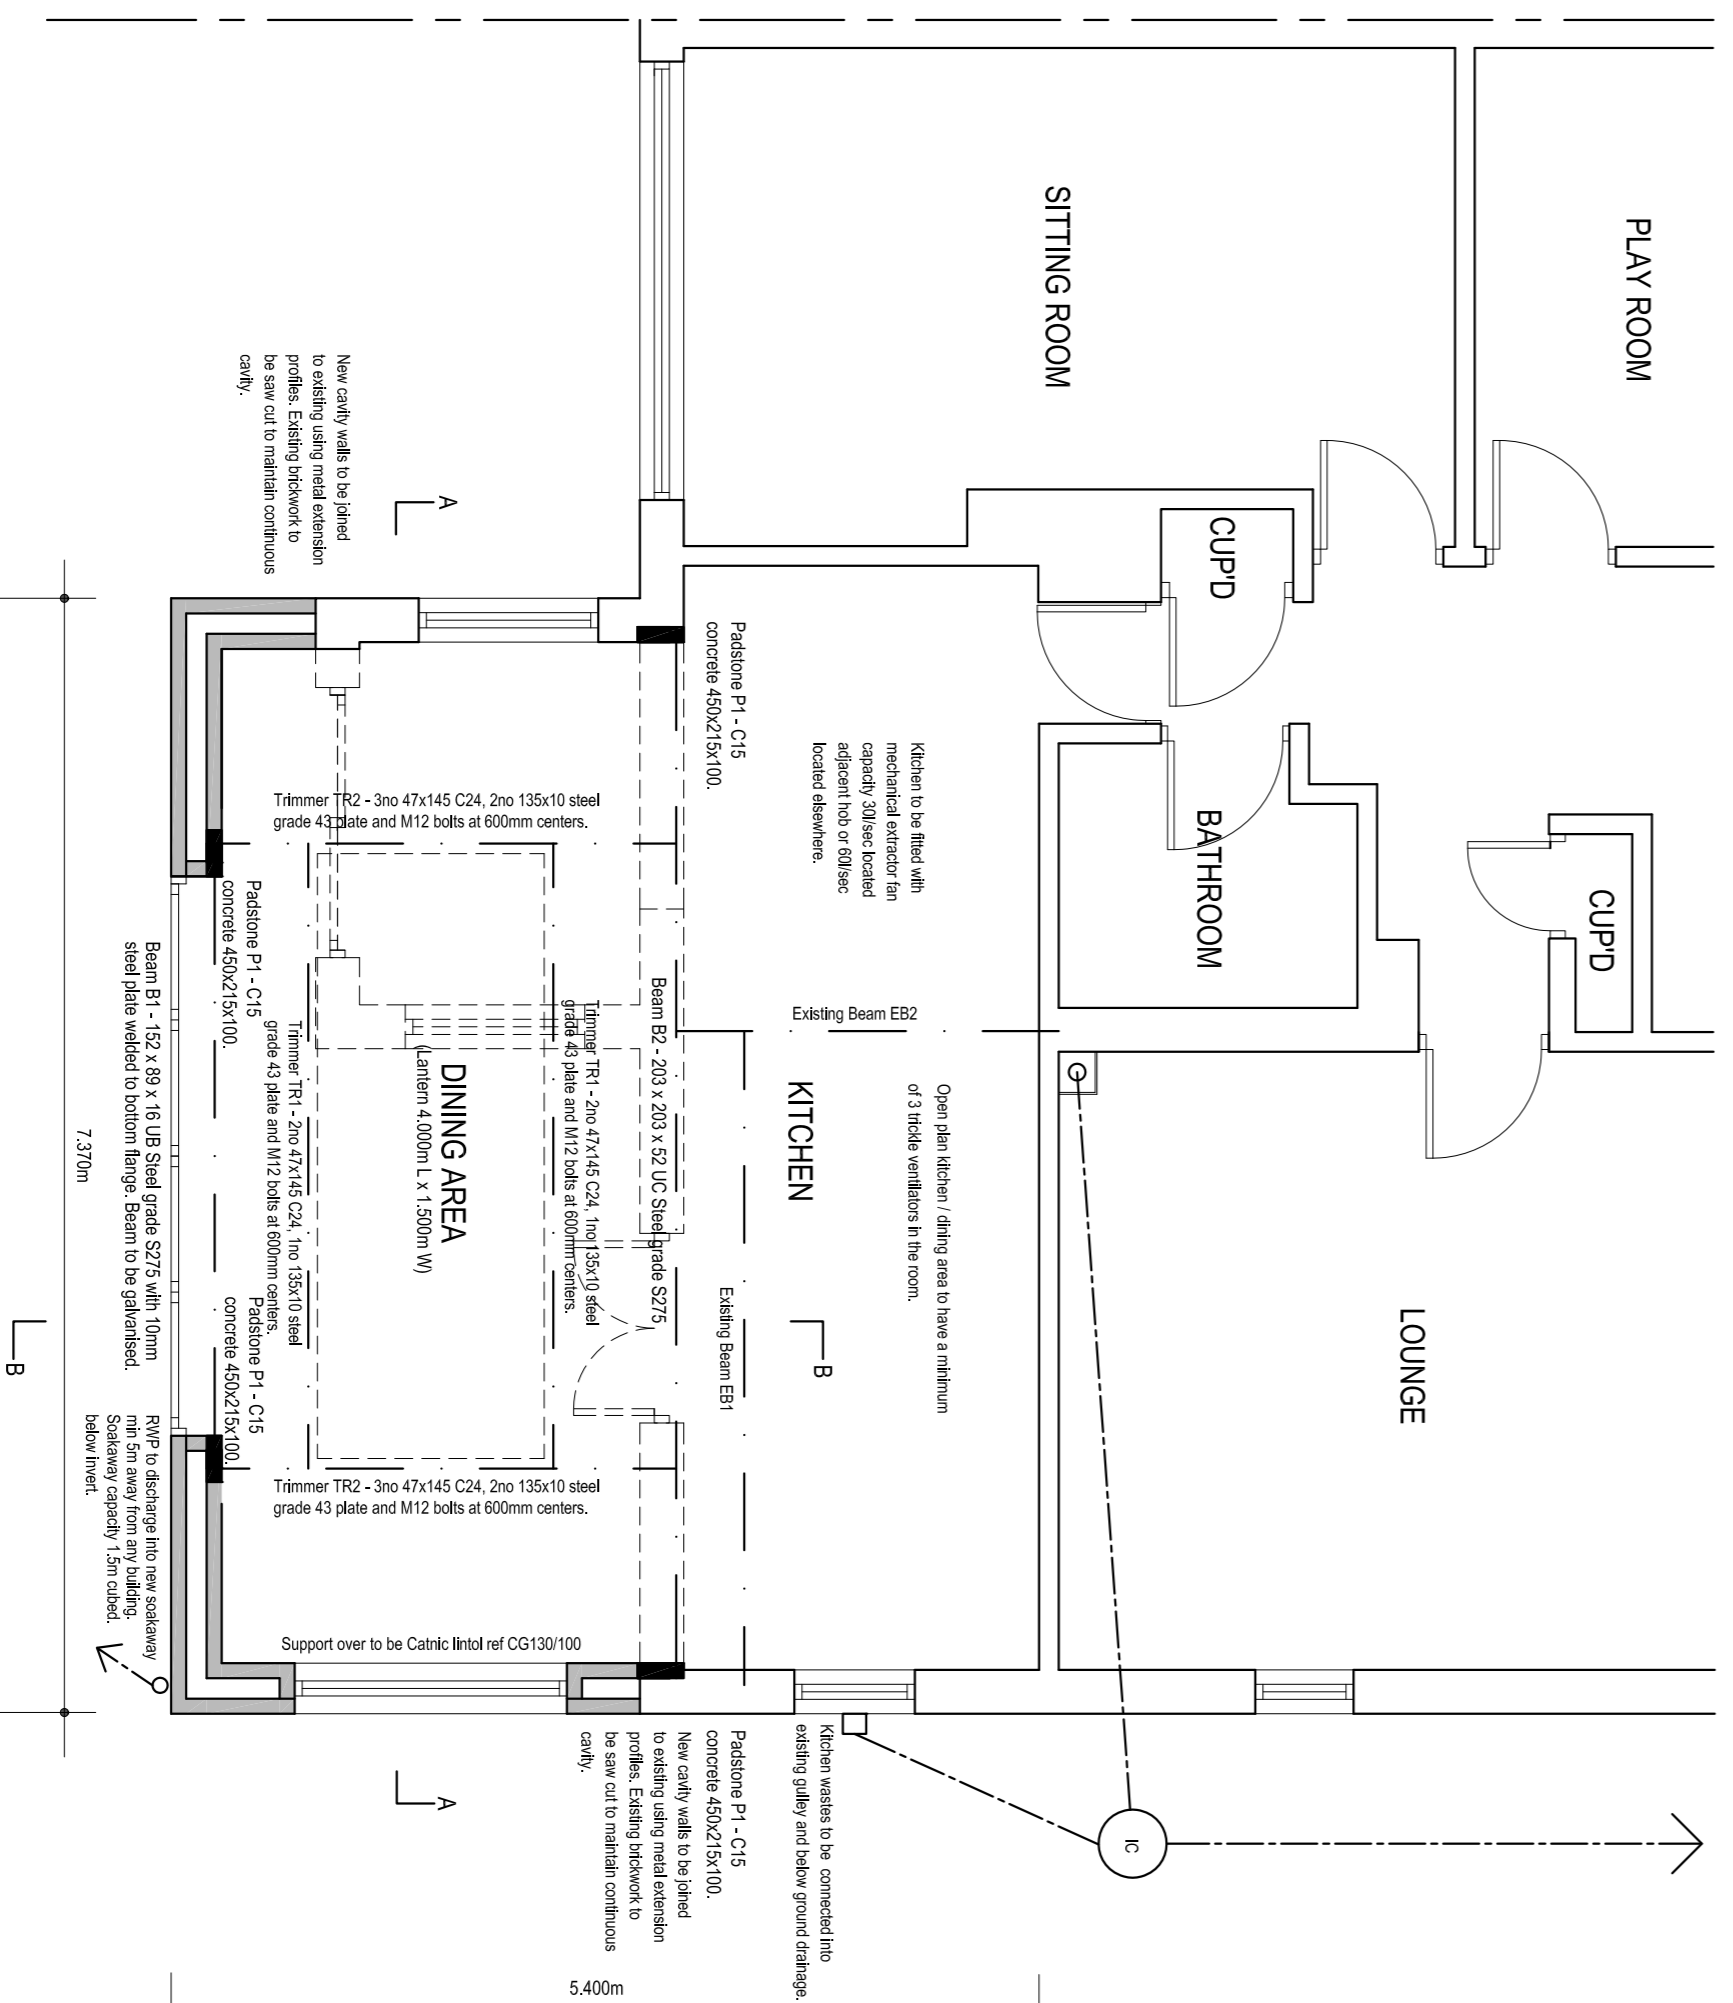 PLAY ROOM
SITTING ROOM
CUP'D
CUP'D
BATHROOM
LOUNGE
KITCHEN
DINING AREA
(Lantern 4.000m L x 1.500m W)
New cavity walls to be joined
to existing using metal extension
profiles. Existing brickwork to
be saw cut to maintain continuous
cavity.
A
Padstone P1 - C15
concrete 450x215x100.
Kitchen to be fitted with
mechanical extractor fan
capacity 30l/sec located
adjacent hob or 60l/sec
located elsewhere.
Trimmer TR2 - 3no 47x145 C24, 2no 135x10 steel
grade 43 plate and M12 bolts at 600mm centers.
Padstone P1 - C15
concrete 450x215x100.
Existing Beam EB2
Open plan kitchen / dining area to have a minimum
of 3 trickle ventilators in the room.
Beam B2 - 203 x 203 x 52 UC Steel grade S275
Trimmer TR1 - 2no 47x145 C24, 1no 135x10 steel
grade 43 plate and M12 bolts at 600mm centers.
Trimmer TR1 - 2no 47x145 C24, 1no 135x10 steel
grade 43 plate and M12 bolts at 600mm centers.
Beam B1 - 152 x 89 x 16 UB Steel grade S275 with 10mm
steel plate welded to bottom flange. Beam to be galvanised.
Existing Beam EB1
B
B
Padstone P1 - C15
concrete 450x215x100.
7.370m
Trimmer TR2 - 3no 47x145 C24, 2no 135x10 steel
grade 43 plate and M12 bolts at 600mm centers.
RWP to discharge into new soakaway
min 5m away from any building.
Soakaway capacity 1.5m cubed.
below invert.
Support over to be Catnic lintol ref CG130/100
Kitchen wastes to be connected into
existing gulley and below ground drainage.
Padstone P1 - C15
concrete 450x215x100.
New cavity walls to be joined
to existing using metal extension
profiles. Existing brickwork to
be saw cut to maintain continuous
cavity.
A
IC
5.400m